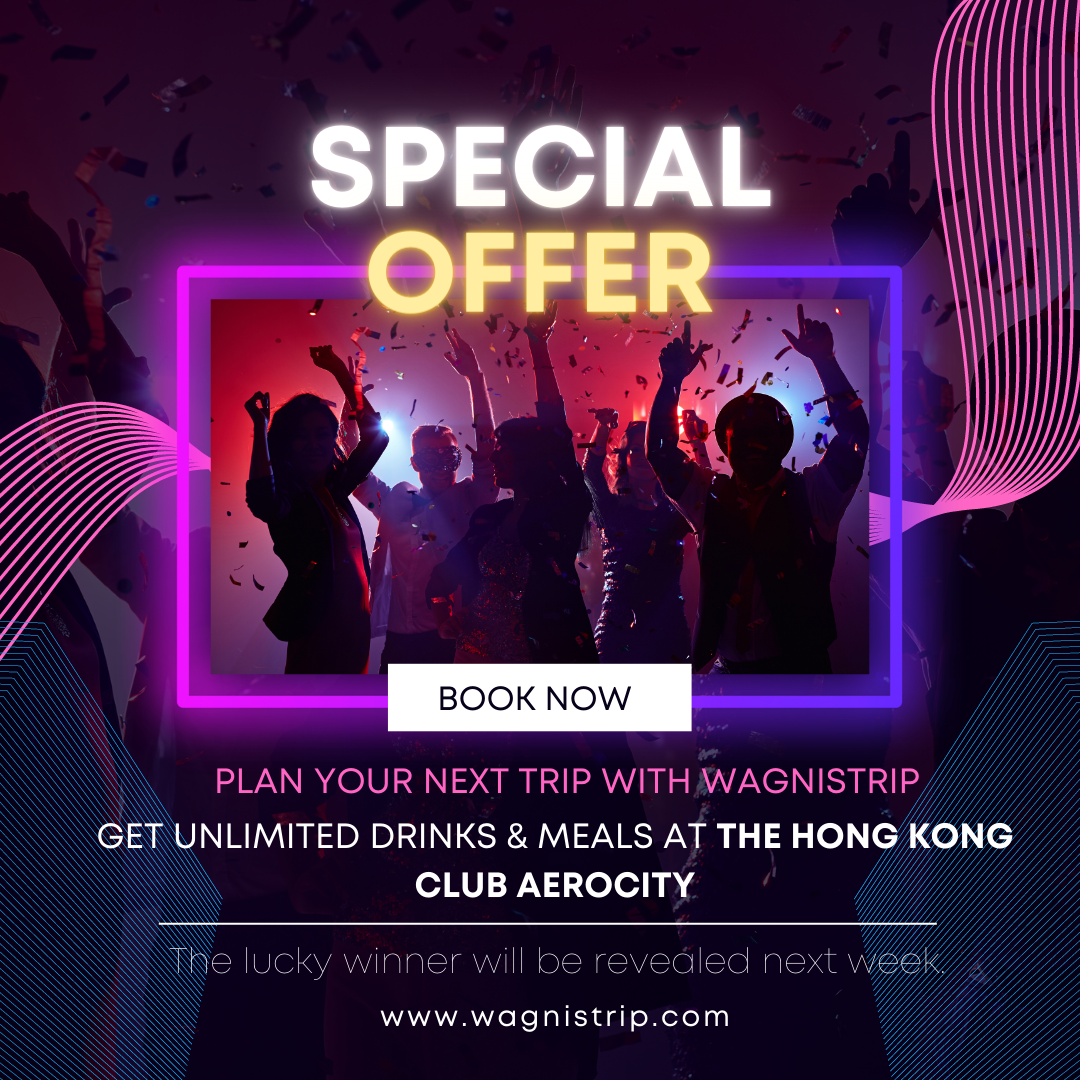 SPECIAL
OFFER
BOOK NOW
PLAN YOUR NEXT TRIP WITH WAGNISTRIP
GET UNLIMITED DRINKS & MEALS AT THE HONG KONG
CLUB AEROCITY
The lucky winner will be revealed next week.
www.wagnistrip.com